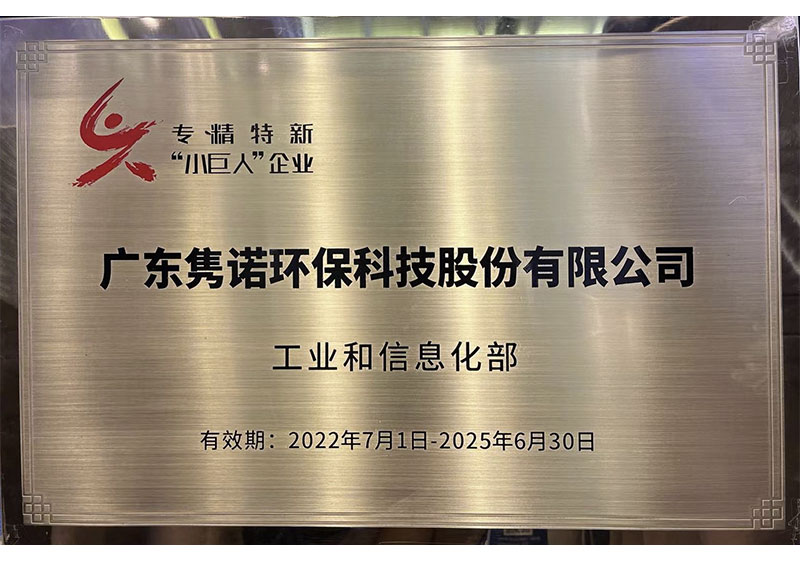 专精特新
“小巨人”企业
广东隽诺环保科技股份有限公司
工业和信息化部
有效期：2022年7月1日-2025年6月30日